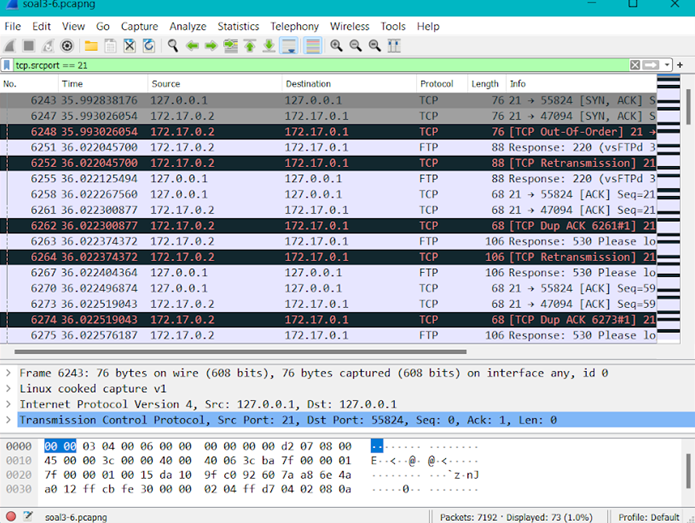 soal3-6.pcapng
File Edit View Go Capture Analyze Statistics Telephony Wireless Tools Help
tcp.srcport == 21
No. Time Source Destination Protocol Length Info
6243 35.992838176 127.0.0.1 127.0.0.1 TCP 76 21 → 55824 [SYN, ACK] S
6247 35.993026054 172.17.0.2 172.17.0.1 TCP 76 21 → 47094 [SYN, ACK] S
6248 35.993026054 172.17.0.2 172.17.0.1 TCP 76 [TCP Out-Of-Order] 21 →
6251 36.022045700 172.17.0.2 172.17.0.1 FTP 88 Response: 220 (vsFTPd 3
6252 36.022045700 172.17.0.2 172.17.0.1 TCP 88 [TCP Retransmission] 21
6255 36.022125494 127.0.0.1 127.0.0.1 FTP 88 Response: 220 (vsFTPd 3
6258 36.022267560 127.0.0.1 127.0.0.1 TCP 68 21 → 55824 [ACK] Seq=21
6261 36.022300877 172.17.0.2 172.17.0.1 TCP 68 21 → 47094 [ACK] Seq=21
6262 36.022300877 172.17.0.2 172.17.0.1 TCP 68 [TCP Dup ACK 6261#1] 21
6263 36.022374372 172.17.0.2 172.17.0.1 FTP 106 Response: 530 Please lo
6264 36.022374372 172.17.0.2 172.17.0.1 TCP 106 [TCP Retransmission] 21
6267 36.022404364 127.0.0.1 127.0.0.1 FTP 106 Response: 530 Please lo
6270 36.022496874 127.0.0.1 127.0.0.1 TCP 68 21 → 55824 [ACK] Seq=59
6273 36.022519043 172.17.0.2 172.17.0.1 TCP 68 21 → 47094 [ACK] Seq=59
6274 36.022519043 172.17.0.2 172.17.0.1 TCP 68 [TCP Dup ACK 6273#1] 21
6275 36.022576187 172.17.0.2 172.17.0.1 FTP 106 Response: 530 Please lo
Frame 6243: 76 bytes on wire (608 bits), 76 bytes captured (608 bits) on interface any, id 0
Linux cooked capture v1
Internet Protocol Version 4, Src: 127.0.0.1, Dst: 127.0.0.1
Transmission Control Protocol, Src Port: 21, Dst Port: 55824, Seq: 0, Ack: 1, Len: 0
0000 00 00 03 04 00 06 00 00 00 00 00 00 d2 07 08 00 ·· ······ ········
0010 45 00 00 3c 00 00 40 00 40 06 3c ba 7f 00 00 01 E··<··@· @·<·····
0020 7f 00 00 01 00 15 da 10 9f c0 92 60 7a a8 6e 4a ········ ···`z·nJ
0030 a0 12 ff cb fe 30 00 00 02 04 ff d7 04 02 08 0a ·····0·· ········
soal3-6.pcapng Packets: 7192 · Displayed: 73 (1.0%) Profile: Default